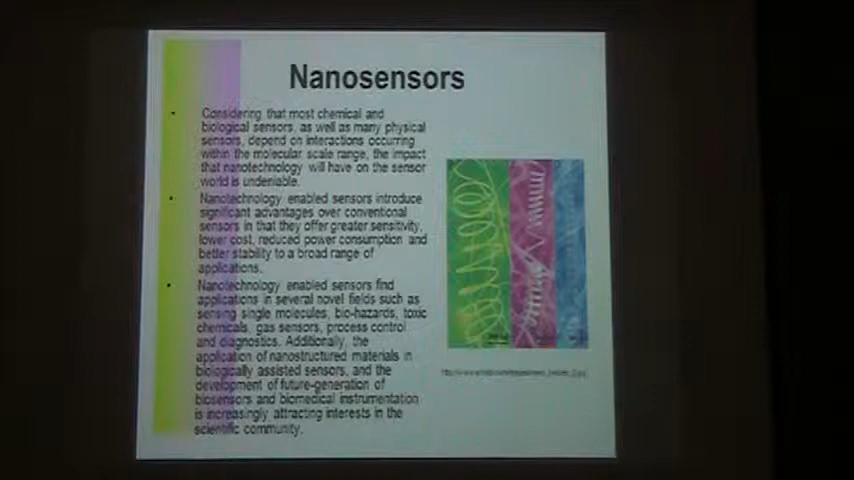 Nanosensors
• Considering that most chemical and
biological sensors, as well as many physical
sensors, depend on interactions occurring
within the molecular scale range, the impact
that nanotechnology will have on the sensor
world is undeniable.
• Nanotechnology enabled sensors introduce
significant advantages over conventional
sensors in that they offer greater sensitivity,
lower cost, reduced power consumption and
better stability to a broad range of
applications.
• Nanotechnology enabled sensors find
applications in several novel fields such as
sensing single molecules, bio-hazards, toxic
chemicals, gas sensors, process control
and diagnostics. Additionally, the
application of nanostructured materials in
biologically assisted sensors, and the
development of future-generation of
biosensors and biomedical instrumentation
is increasingly attracting interests in the
scientific community.